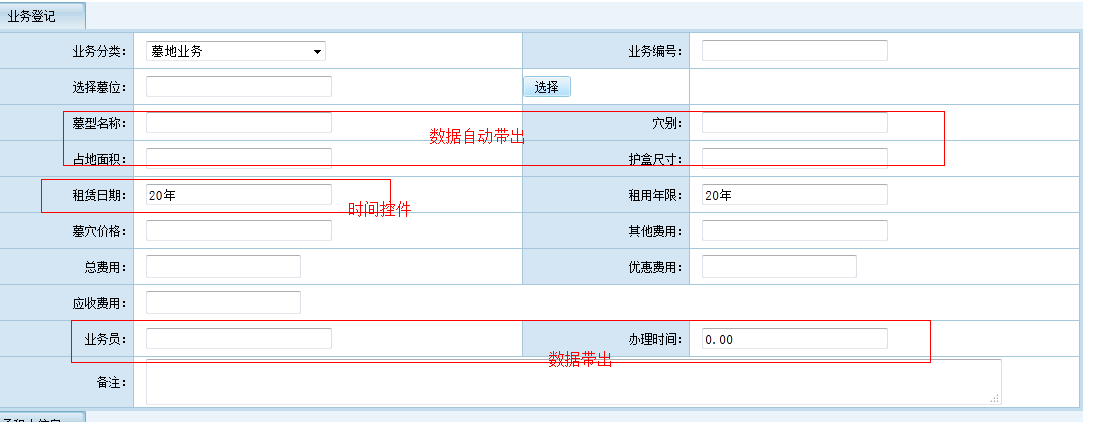 业务登记
业务分类： 墓地业务 业务编号：
选择墓位： 选择
墓型名称： 数据自动带出 穴别：
占地面积： 护盒尺寸：
租赁日期： 20年 时间控件 租用年限： 20年
墓穴价格： 其他费用：
总费用： 优惠费用：
应收费用：
业务员： 办理时间： 0.00
数据带出
备注：